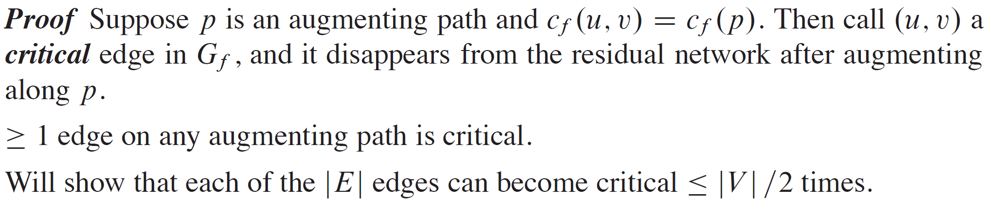 Proof Suppose p is an augmenting path and c_f(u, v) = c_f(p). Then call (u, v) a
critical edge in G_f, and it disappears from the residual network after augmenting
along p.
≥ 1 edge on any augmenting path is critical.
Will show that each of the |E| edges can become critical ≤ |V| /2 times.